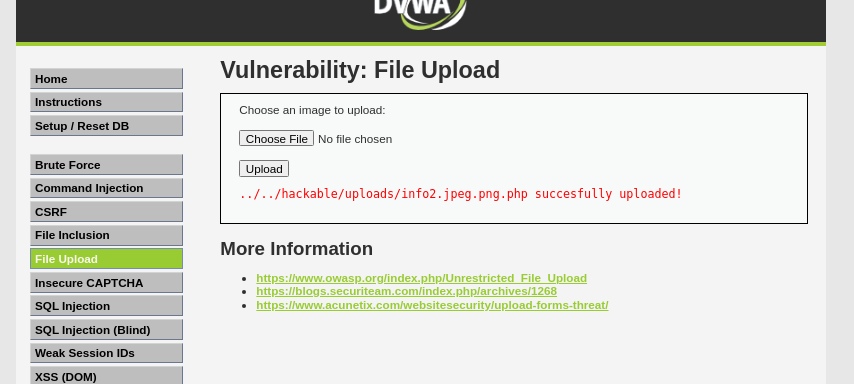 DVWA
Home
Instructions
Setup / Reset DB
Brute Force
Command Injection
CSRF
File Inclusion
File Upload
Insecure CAPTCHA
SQL Injection
SQL Injection (Blind)
Weak Session IDs
XSS (DOM)
Vulnerability: File Upload
Choose an image to upload:
Choose File No file chosen
Upload
../../hackable/uploads/info2.jpeg.png.php succesfully uploaded!
More Information
https://www.owasp.org/index.php/Unrestricted_File_Upload
https://blogs.securiteam.com/index.php/archives/1268
https://www.acunetix.com/websitesecurity/upload-forms-threat/